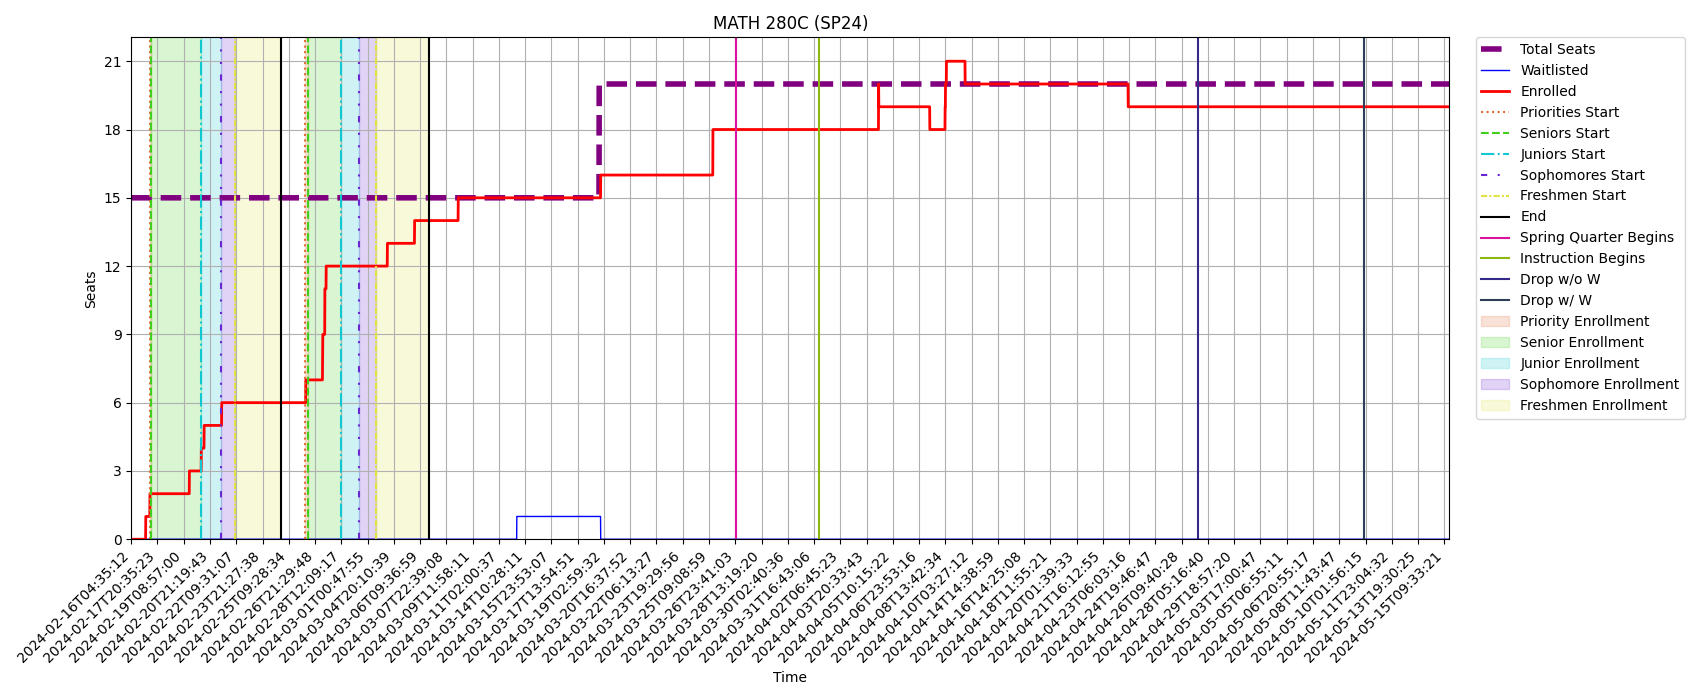 MATH 280C (SP24)
Seats
21
18
15
12
9
6
3
0
2024-02-16T04:35:12
2024-02-17T20:35:23
2024-02-19T08:57:00
2024-02-20T21:19:43
2024-02-22T09:31:07
2024-02-23T21:27:38
2024-02-25T09:28:34
2024-02-26T21:29:48
2024-02-28T12:09:17
2024-03-01T00:47:55
2024-03-04T20:10:39
2024-03-06T09:36:59
2024-03-07T22:39:08
2024-03-09T11:58:11
2024-03-11T02:00:37
2024-03-14T10:28:11
2024-03-15T23:53:07
2024-03-17T13:54:51
2024-03-19T02:59:32
2024-03-20T16:37:52
2024-03-22T06:13:27
2024-03-23T19:29:56
2024-03-25T09:08:59
2024-03-26T23:41:03
2024-03-28T13:19:20
2024-03-30T02:40:36
2024-03-31T16:43:06
2024-04-02T06:45:23
2024-04-03T20:33:43
2024-04-05T10:15:22
2024-04-06T23:53:16
2024-04-08T13:42:34
2024-04-10T03:27:12
2024-04-14T14:38:59
2024-04-16T14:25:08
2024-04-18T11:55:21
2024-04-20T01:39:33
2024-04-21T16:12:55
2024-04-23T06:03:16
2024-04-24T19:46:47
2024-04-26T09:40:28
2024-04-28T05:16:40
2024-04-29T18:57:20
2024-05-03T17:00:47
2024-05-05T06:55:11
2024-05-06T20:55:17
2024-05-08T11:43:47
2024-05-10T01:56:15
2024-05-11T23:04:32
2024-05-13T19:30:25
2024-05-15T09:33:21
Time
Total Seats
Waitlisted
Enrolled
Priorities Start
Seniors Start
Juniors Start
Sophomores Start
Freshmen Start
End
Spring Quarter Begins
Instruction Begins
Drop w/o W
Drop w/ W
Priority Enrollment
Senior Enrollment
Junior Enrollment
Sophomore Enrollment
Freshmen Enrollment